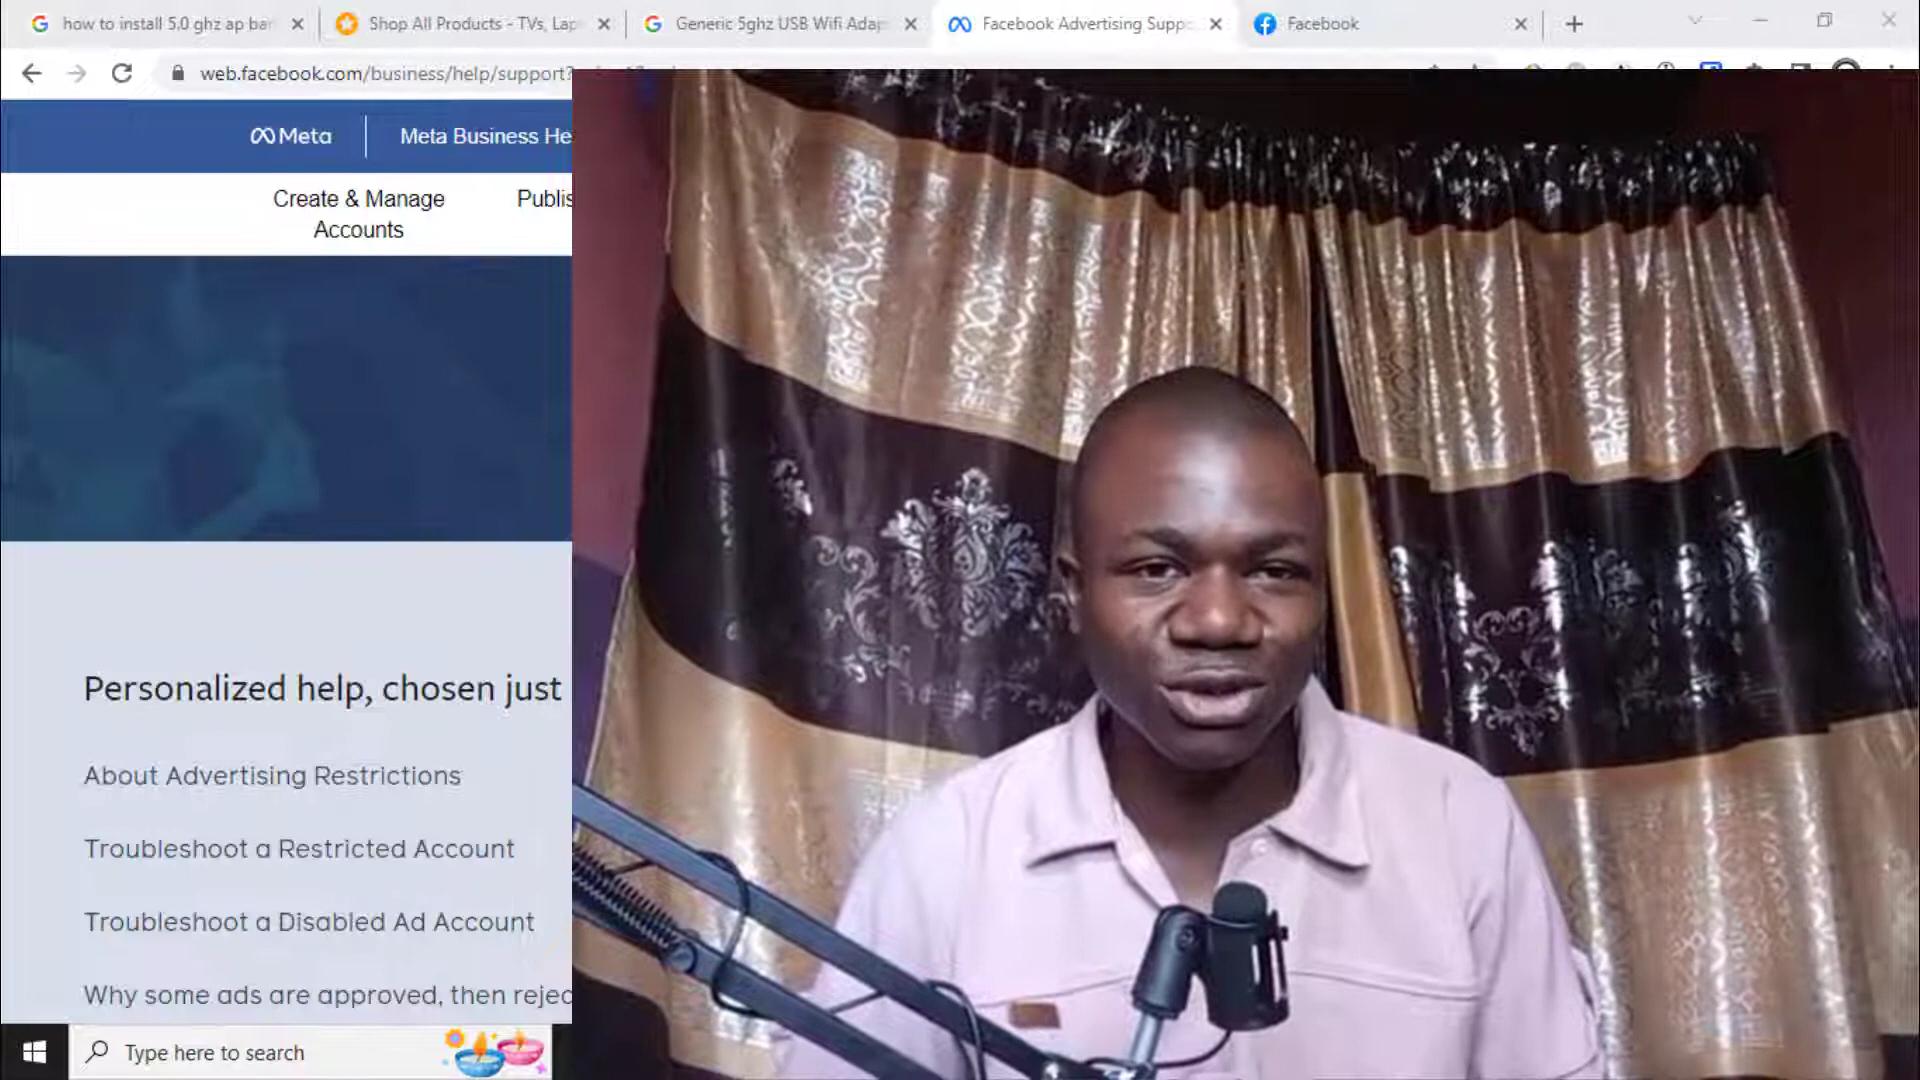 how to install 5.0 ghz ap ban
Shop All Products - TVs, Lap
Generic 5ghz USB Wifi Adap
Facebook Advertising Suppo
Facebook
web.facebook.com/business/help/support?
Meta
Meta Business He
Create & Manage
Accounts
Publis
Personalized help, chosen just
About Advertising Restrictions
Troubleshoot a Restricted Account
Troubleshoot a Disabled Ad Account
Why some ads are approved, then rejec
Type here to search